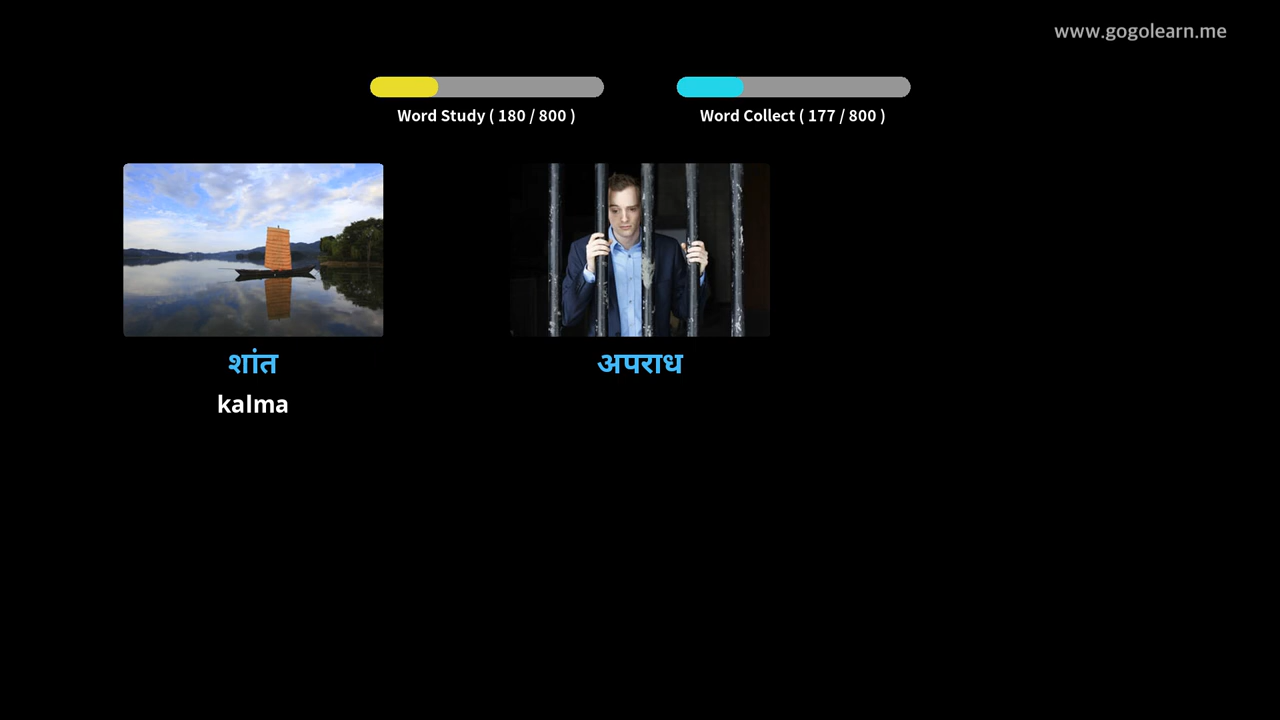 www.gogolearn.me
Word Study ( 180 / 800 )
Word Collect ( 177 / 800 )
शांत
अपराध
kalma